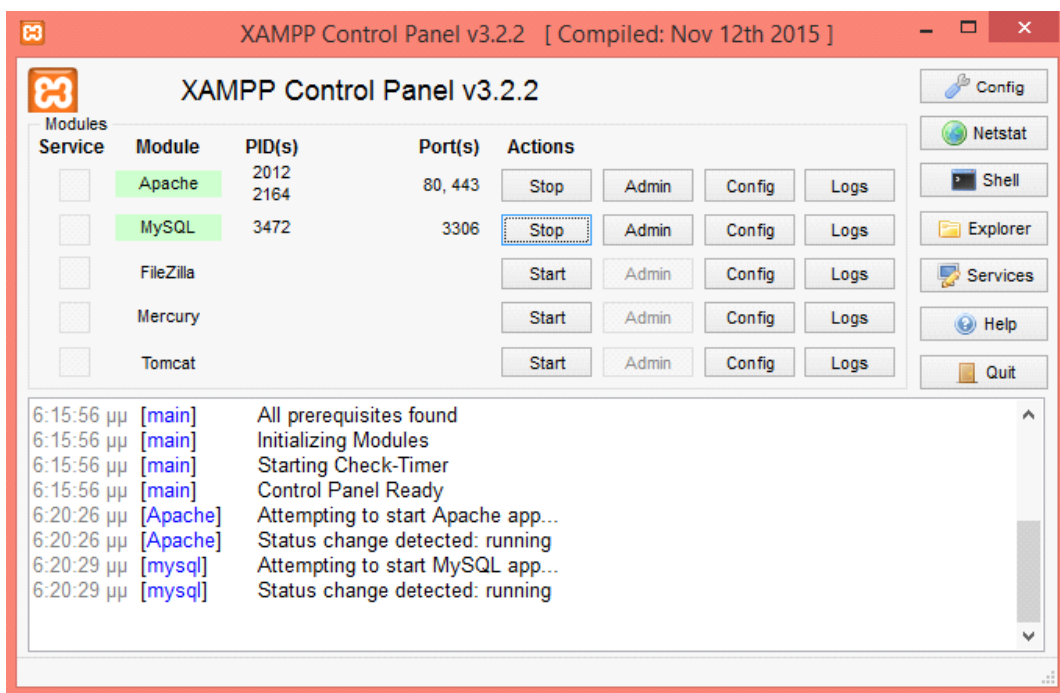 XAMPP Control Panel v3.2.2 [ Compiled: Nov 12th 2015 ]
XAMPP Control Panel v3.2.2
Config
Netstat
Shell
Explorer
Services
Help
Quit
Modules
Service Module PID(s) Port(s) Actions
Apache 2012 2164 80, 443 Stop Admin Config Logs
MySQL 3472 3306 Stop Admin Config Logs
FileZilla Start Admin Config Logs
Mercury Start Admin Config Logs
Tomcat Start Admin Config Logs
6:15:56 μμ [main] All prerequisites found
6:15:56 μμ [main] Initializing Modules
6:15:56 μμ [main] Starting Check-Timer
6:15:56 μμ [main] Control Panel Ready
6:20:26 μμ [Apache] Attempting to start Apache app...
6:20:26 μμ [Apache] Status change detected: running
6:20:29 μμ [mysql] Attempting to start MySQL app...
6:20:29 μμ [mysql] Status change detected: running